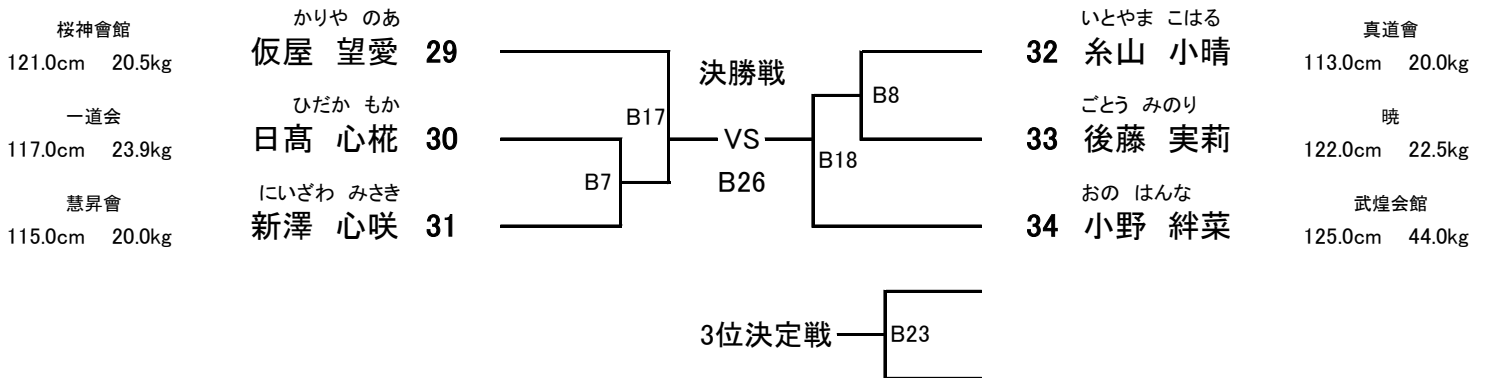 桜神會館
121.0cm 20.5kg
かりや のあ
仮屋 望愛 29
一道会
117.0cm 23.9kg
ひだか もか
日髙 心椛 30
慧昇會
115.0cm 20.0kg
にいざわ みさき
新澤 心咲 31
B17
B7
決勝戦
VS
B26
B8
B18
いとやま こはる
32 糸山 小晴
真道會
113.0cm 20.0kg
ごとう みのり
33 後藤 実莉
暁
122.0cm 22.5kg
おの はんな
34 小野 絆菜
武煌会館
125.0cm 44.0kg
3位決定戦
B23